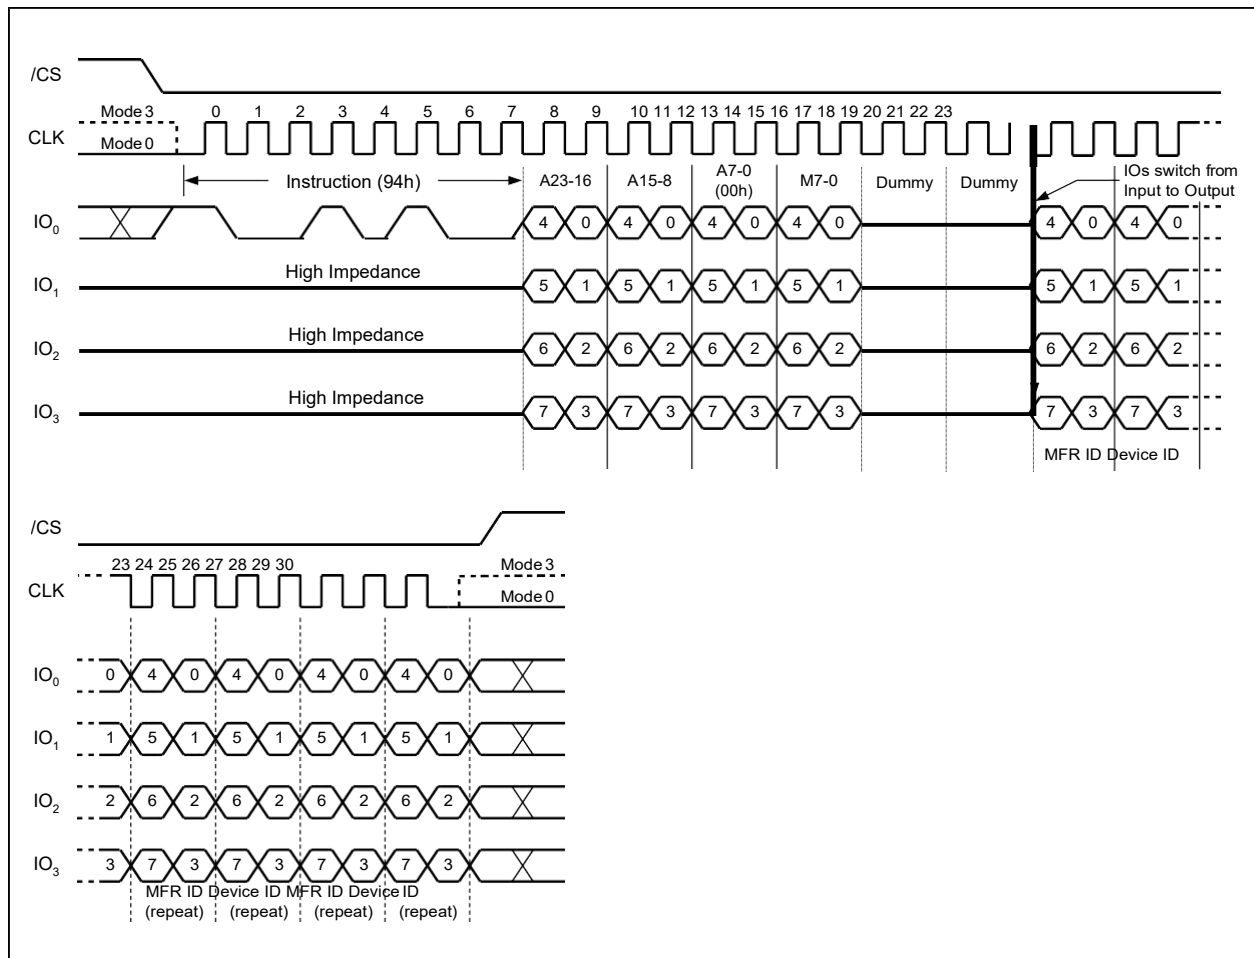 /CS
Mode 3
0 1 2 3 4 5 6 7 8 9 10 11 12 13 14 15 16 17 18 19 20 21 22 23
CLK
Mode 0
Instruction (94h)
A23-16
A15-8
A7-0
(00h)
M7-0
Dummy
Dummy
IOs switch from
Input to Output
IO0
4 0 4 0 4 0 4 0 4 0 4 0
High Impedance
IO1
5 1 5 1 5 1 5 1 5 1 5 1
High Impedance
IO2
6 2 6 2 6 2 6 2 6 2 6 2
High Impedance
IO3
7 3 7 3 7 3 7 3 7 3 7 3
MFR ID Device ID
/CS
23 24 25 26 27 28 29 30
Mode 3
CLK
Mode 0
IO0
0 4 0 4 0 4 0 4 0
IO1
1 5 1 5 1 5 1 5 1
IO2
2 6 2 6 2 6 2 6 2
IO3
3 7 3 7 3 7 3 7 3
MFR ID Device ID MFR ID Device ID
(repeat) (repeat) (repeat) (repeat)